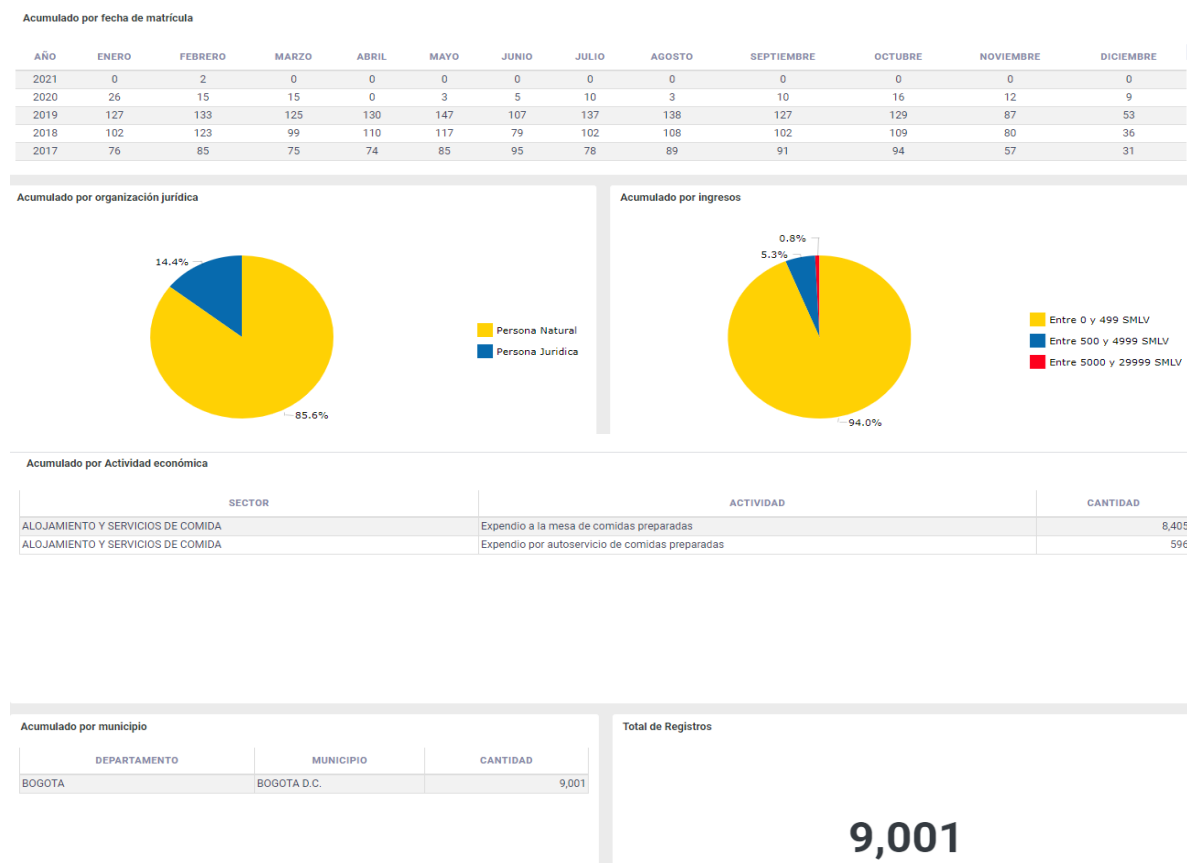 Acumulado por fecha de matrícula
AÑO ENERO FEBRERO MARZO ABRIL MAYO JUNIO JULIO AGOSTO SEPTIEMBRE OCTUBRE NOVIEMBRE DICIEMBRE
2021 0 2 0 0 0 0 0 0 0 0 0 0
2020 26 15 15 0 3 5 10 3 10 16 12 9
2019 127 133 125 130 147 107 137 138 127 129 87 53
2018 102 123 99 110 117 79 102 108 102 109 80 36
2017 76 85 75 74 85 95 78 89 91 94 57 31
Acumulado por organización jurídica
14.4%
85.6%
Persona Natural
Persona Juridica
Acumulado por ingresos
0.8%
5.3%
94.0%
Entre 0 y 499 SMLV
Entre 500 y 4999 SMLV
Entre 5000 y 29999 SMLV
Acumulado por Actividad económica
SECTOR ACTIVIDAD CANTIDAD
ALOJAMIENTO Y SERVICIOS DE COMIDA Expendio a la mesa de comidas preparadas 8,405
ALOJAMIENTO Y SERVICIOS DE COMIDA Expendio por autoservicio de comidas preparadas 596
Acumulado por municipio
DEPARTAMENTO MUNICIPIO CANTIDAD
BOGOTA BOGOTA D.C. 9,001
Total de Registros
9,001